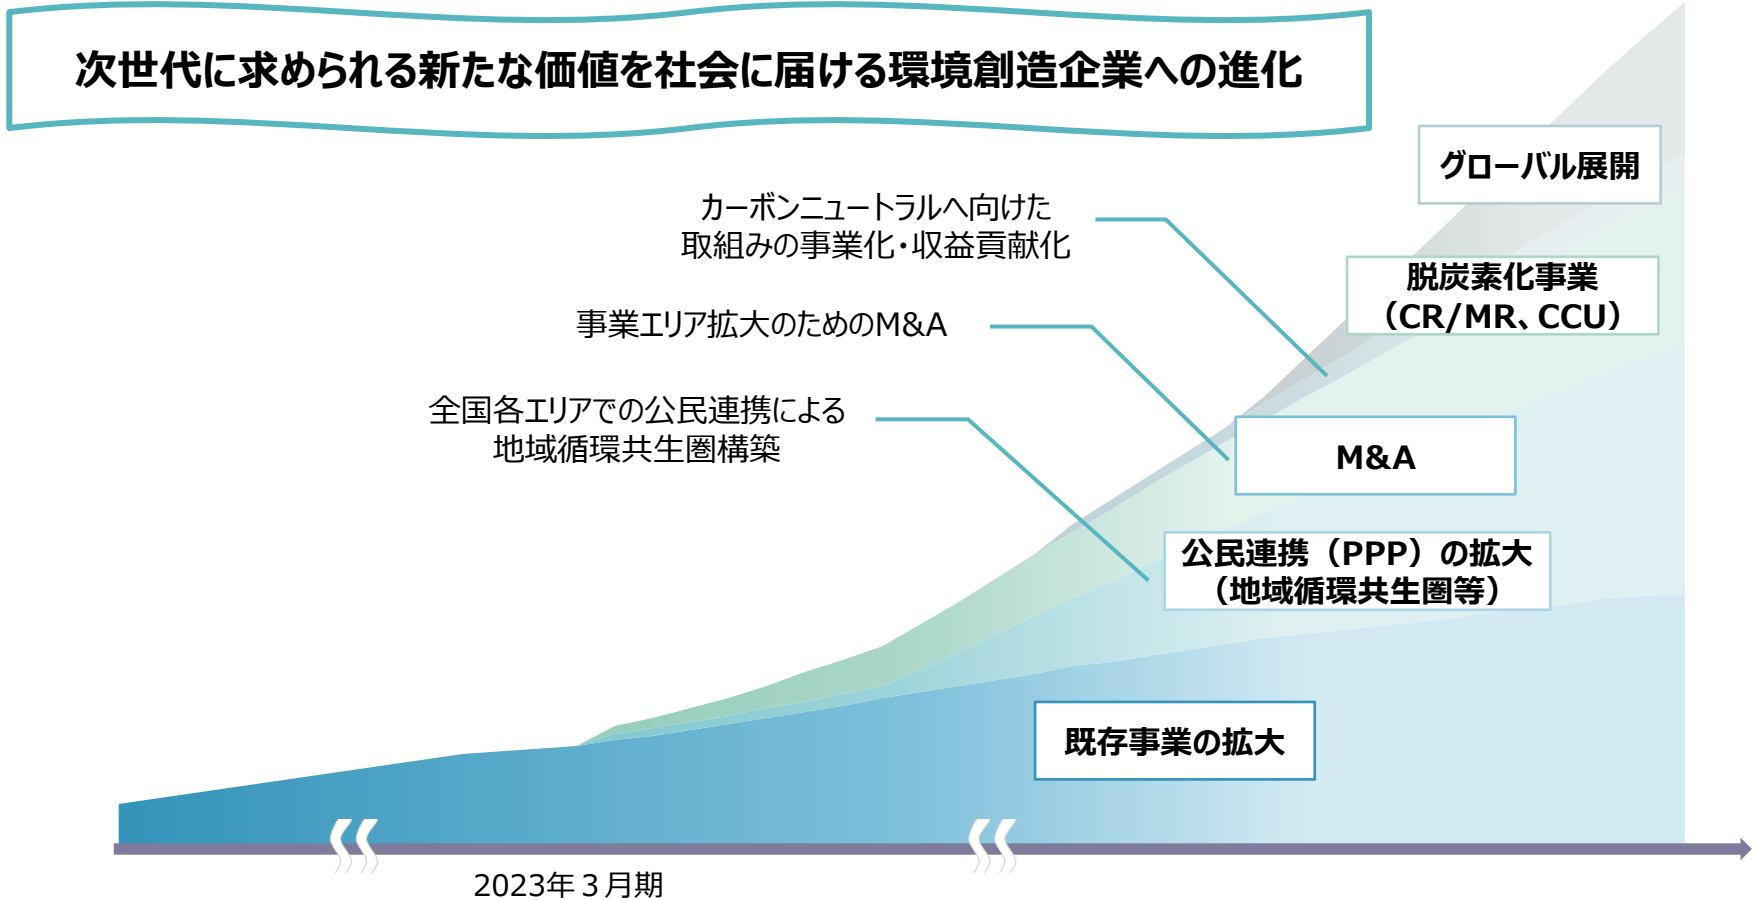 次世代に求められる新たな価値を社会に届ける環境創造企業への進化
グローバル展開
カーボンニュートラルへ向けた
取組みの事業化・収益貢献化
脱炭素化事業
（CR/MR、CCU）
事業エリア拡大のためのM&A
全国各エリアでの公民連携による
地域循環共生圏構築
M&A
公民連携（PPP）の拡大
（地域循環共生圏等）
既存事業の拡大
2023年３月期